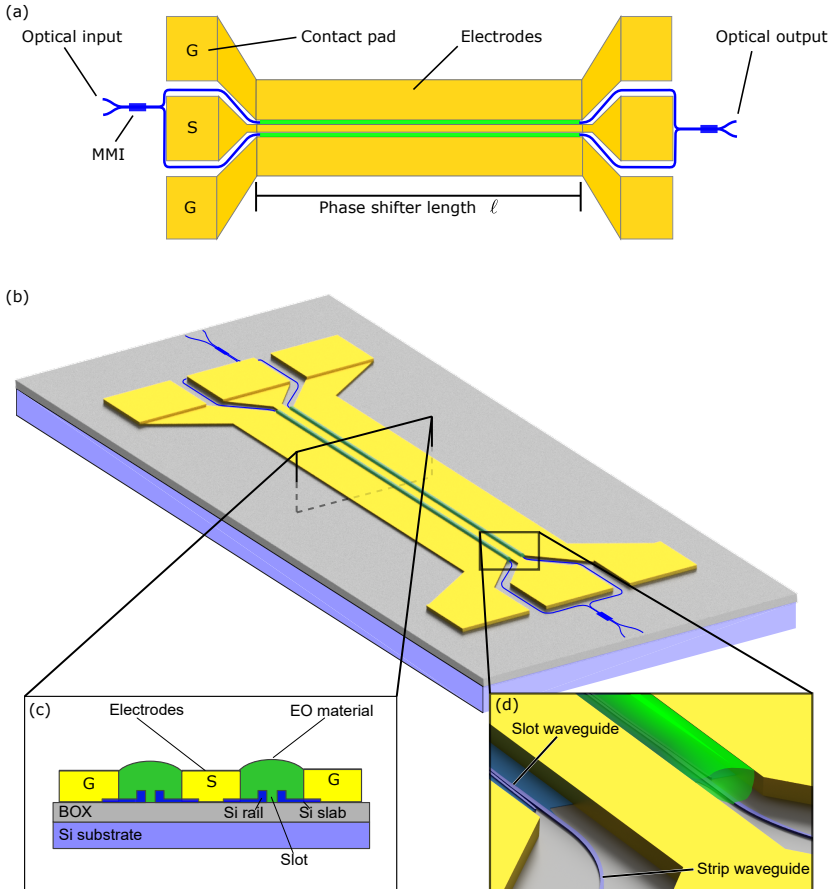 (a)
Optical input
G
Contact pad
Electrodes
Optical output
S
MMI
G
Phase shifter length ℓ
(b)
(c)
Electrodes
EO material
G
S
G
BOX
Si rail
Si slab
Si substrate
Slot
(d)
Slot waveguide
Strip waveguide